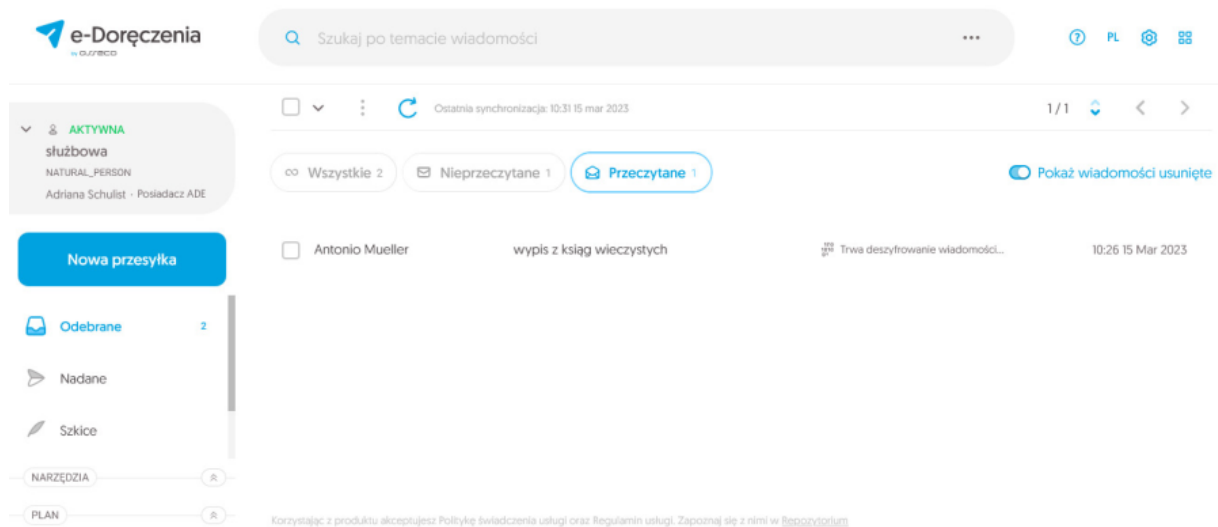 e-Doręczenia
by asseco
Szukaj po temacie wiadomości ...
PL
Ostatnia synchronizacja: 10:31 15 mar 2023
1/1
AKTYWNA
służbowa
NATURAL_PERSON
Adriana Schulist - Posiadacz ADE
Wszystkie 2
Nieprzeczytane 1
Przeczytane 1
Pokaż wiadomości usunięte
Nowa przesyłka
Antonio Mueller wypis z ksiąg wieczystych Trwa deszyfrowanie wiadomości... 10:26 15 Mar 2023
Odebrane 2
Nadane
Szkice
NARZĘDZIA
PLAN
Korzystając z produktu akceptujesz Politykę świadczenia usługi oraz Regulamin usługi. Zapoznaj się z nimi w Repozytorium